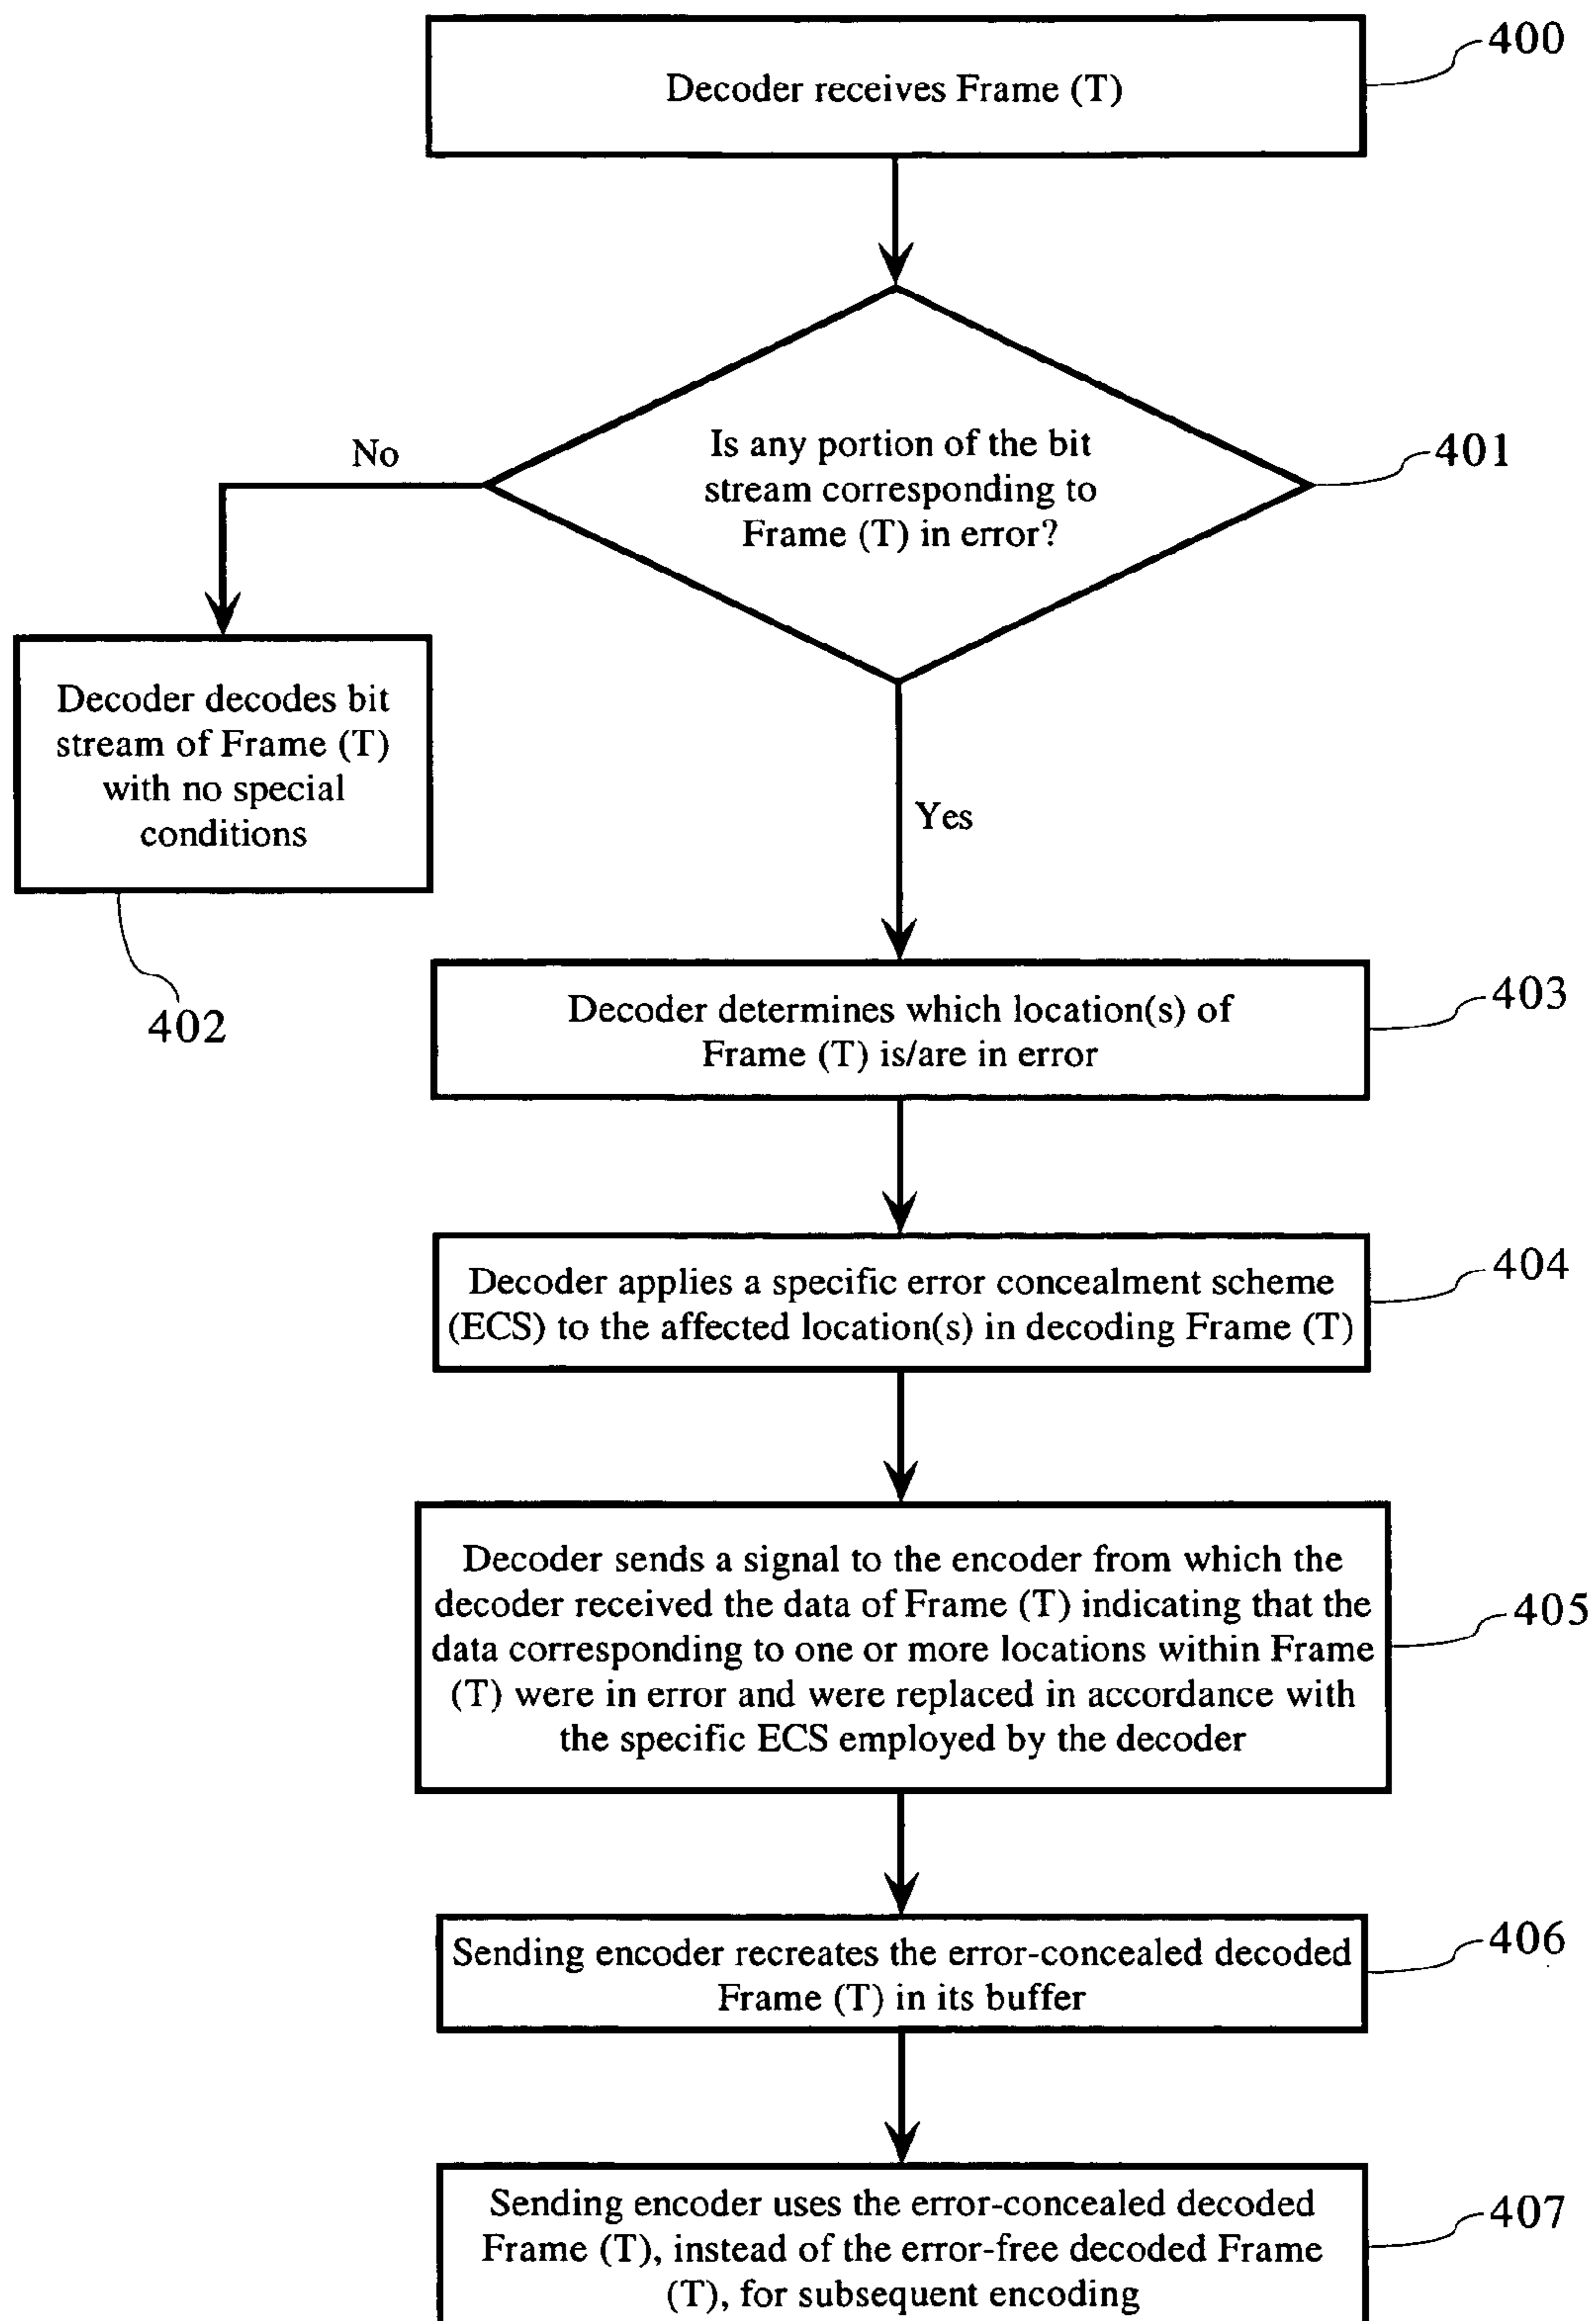 Decoder receives Frame (T)
400
Is any portion of the bit
stream corresponding to
Frame (T) in error?
401
No
Decoder decodes bit
stream of Frame (T)
with no special
conditions
402
Yes
Decoder determines which location(s) of
Frame (T) is/are in error
403
Decoder applies a specific error concealment scheme
(ECS) to the affected location(s) in decoding Frame (T)
404
Decoder sends a signal to the encoder from which the
decoder received the data of Frame (T) indicating that the
data corresponding to one or more locations within Frame
(T) were in error and were replaced in accordance with
the specific ECS employed by the decoder
405
Sending encoder recreates the error-concealed decoded
Frame (T) in its buffer
406
Sending encoder uses the error-concealed decoded
Frame (T), instead of the error-free decoded Frame
(T), for subsequent encoding
407